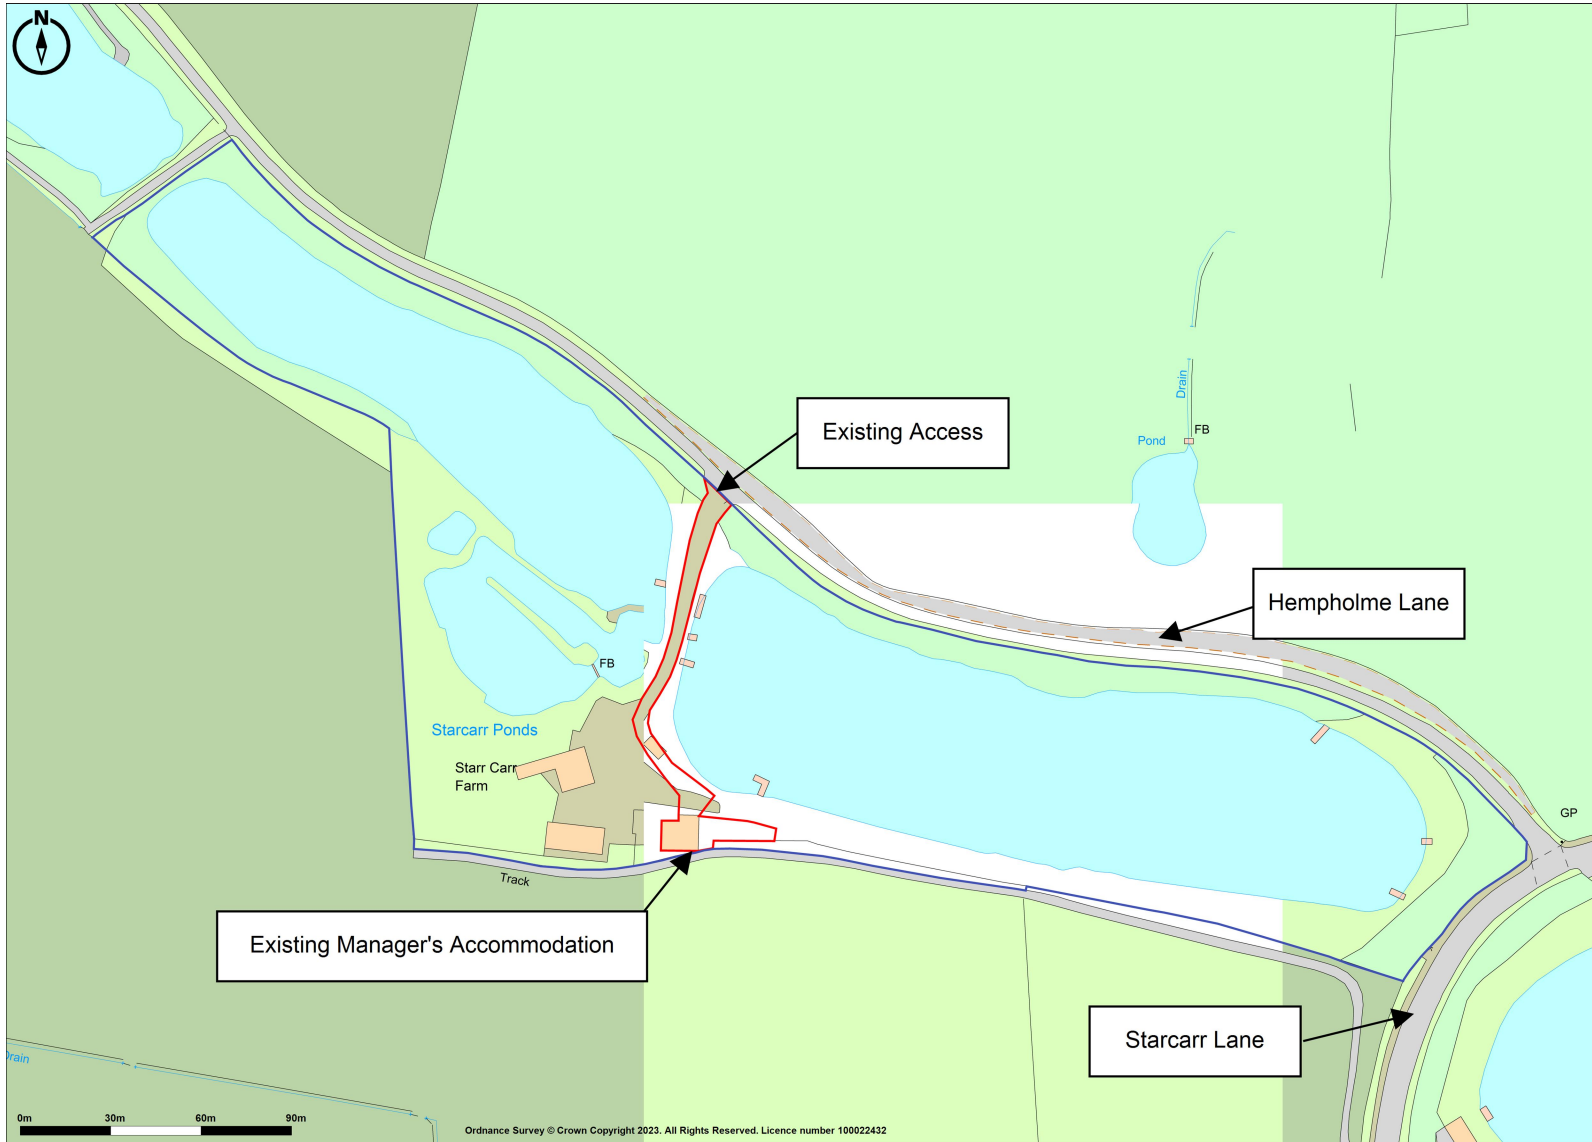 N
Existing Access
Drain
Pond
FB
Hempholme Lane
FB
Starcarr Ponds
Starr Carr
Farm
GP
Track
Existing Manager's Accommodation
Starcarr Lane
Drain
0m 30m 60m 90m
Ordnance Survey © Crown Copyright 2023. All Rights Reserved. Licence number 100022432